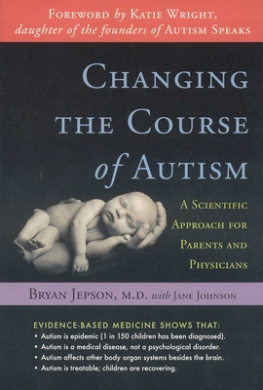 FOREWORD by KATIE WRIGHT,
daughter of the founders of AUTISM SPEAKS
CHANGING
THE COURSE
of AUTISM
A SCIENTIFIC
APPROACH FOR
PARENTS AND
PHYSICIANS
BRYAN JEPSON, M.D. with JANE JOHNSON
EVIDENCE-BASED MEDICINE SHOWS THAT:
• Autism is epidemic (1 in 150 children has been diagnosed).
• Autism is a medical disease, not a psychological disorder.
• Autism affects other body organ systems besides the brain.
• Autism is treatable; children are recovering.